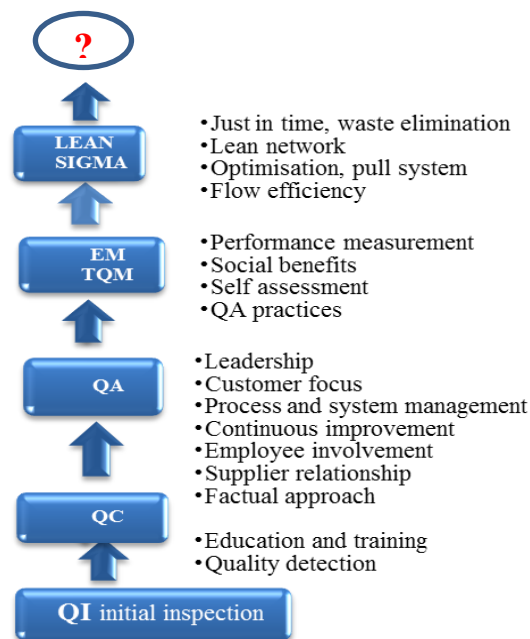 ?
LEAN
SIGMA
•Just in time, waste elimination
•Lean network
•Optimisation, pull system
•Flow efficiency
EM
TQM
•Performance measurement
•Social benefits
•Self assessment
•QA practices
QA
•Leadership
•Customer focus
•Process and system management
•Continuous improvement
•Employee involvement
•Supplier relationship
•Factual approach
QC
•Education and training
•Quality detection
QI initial inspection